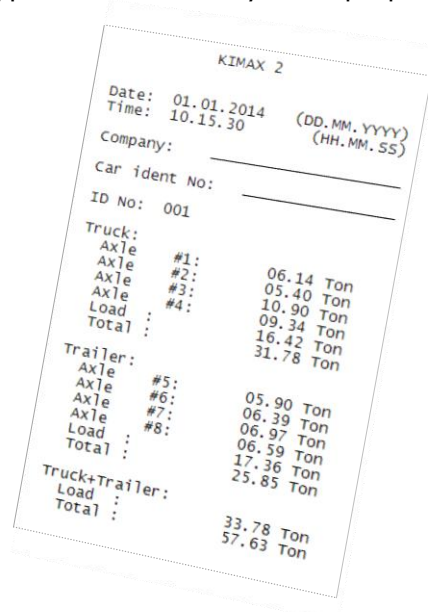 KIMAX 2
Date: 01.01.2014 (DD.MM.YYYY)
Time: 10.15.30 (HH.MM.SS)
Company:
Car ident No:
ID No: 001
Truck:
Axle #1: 06.14 Ton
Axle #2: 05.40 Ton
Axle #3: 10.90 Ton
Axle #4: 09.34 Ton
Load : 16.42 Ton
Total : 31.78 Ton
Trailer:
Axle #5: 05.90 Ton
Axle #6: 06.39 Ton
Axle #7: 06.97 Ton
Axle #8: 06.59 Ton
Load : 17.36 Ton
Total : 25.85 Ton
Truck+Trailer:
Load : 33.78 Ton
Total : 57.63 Ton